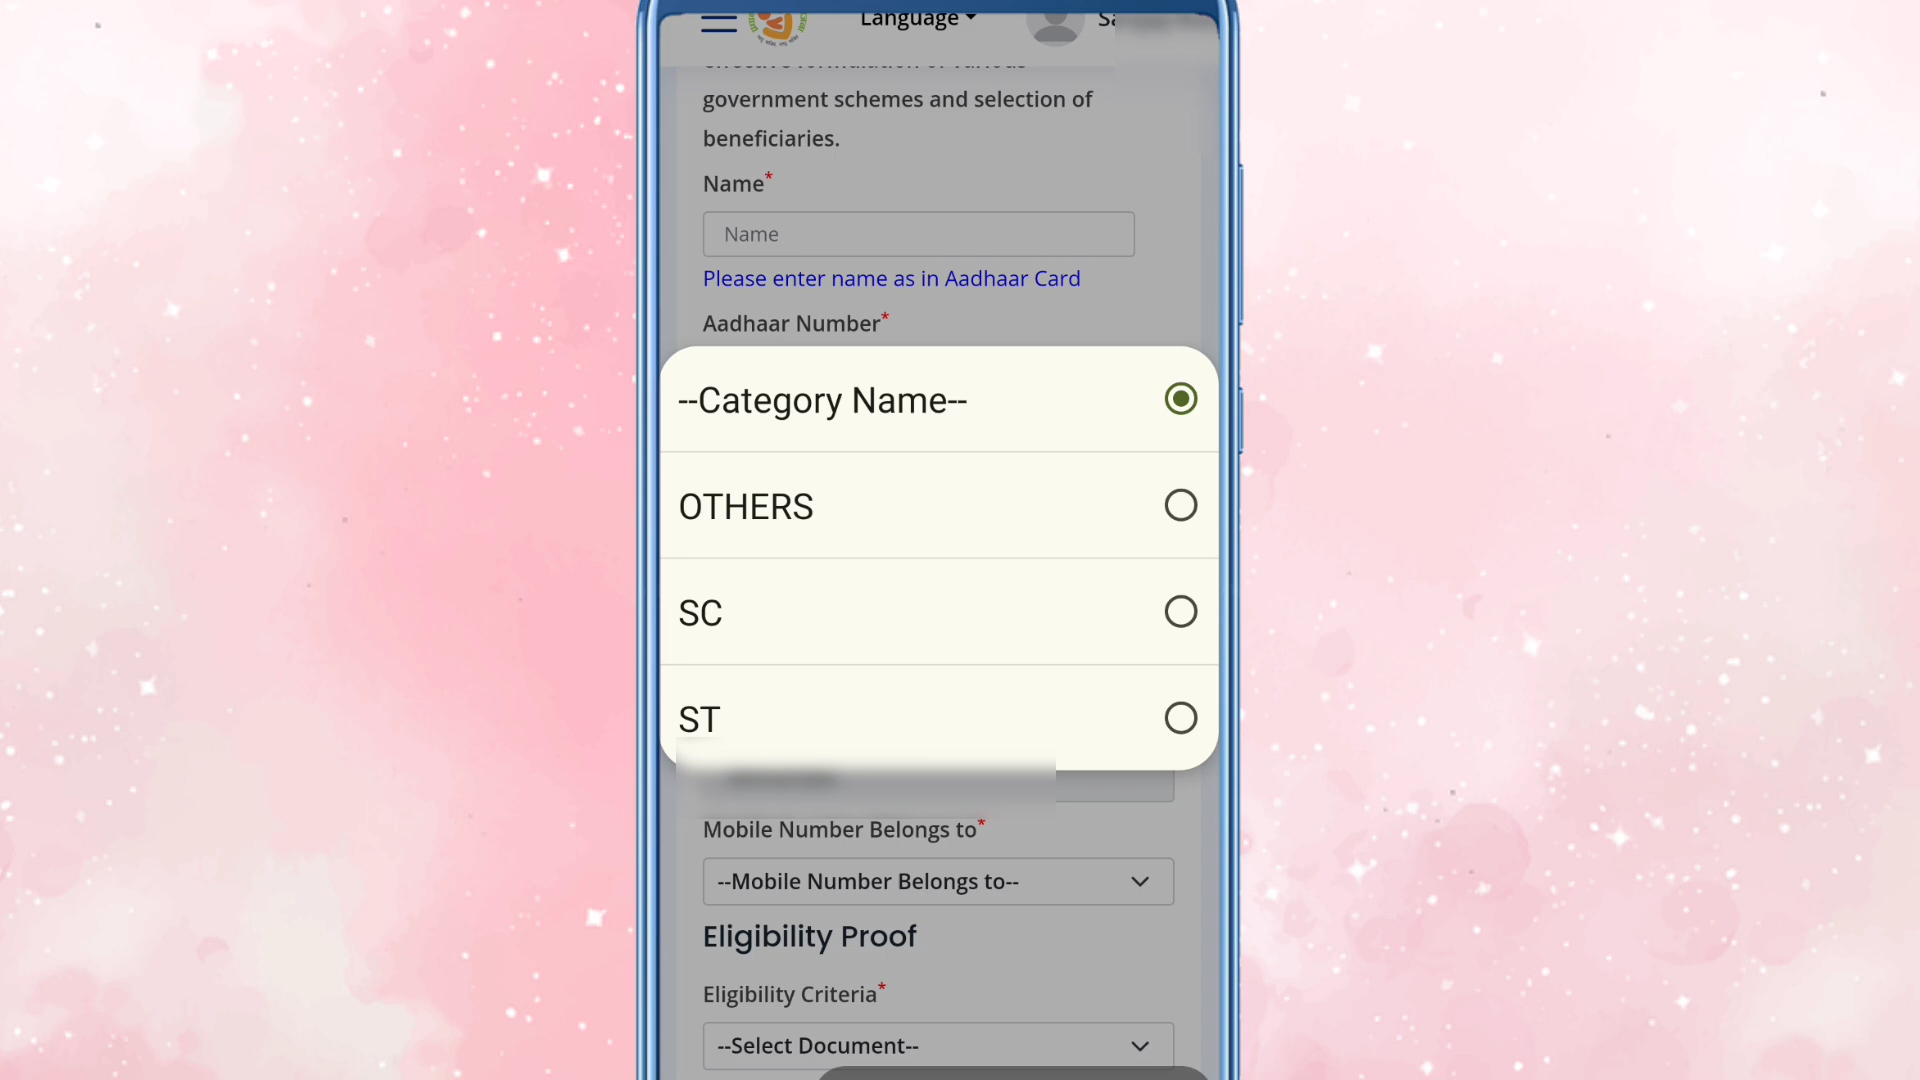 Language
government schemes and selection of
beneficiaries.
Name*
Name
Please enter name as in Aadhaar Card
Aadhaar Number*
--Category Name--
OTHERS
SC
ST
Mobile Number Belongs to*
--Mobile Number Belongs to--
Eligibility Proof
Eligibility Criteria*
--Select Document--